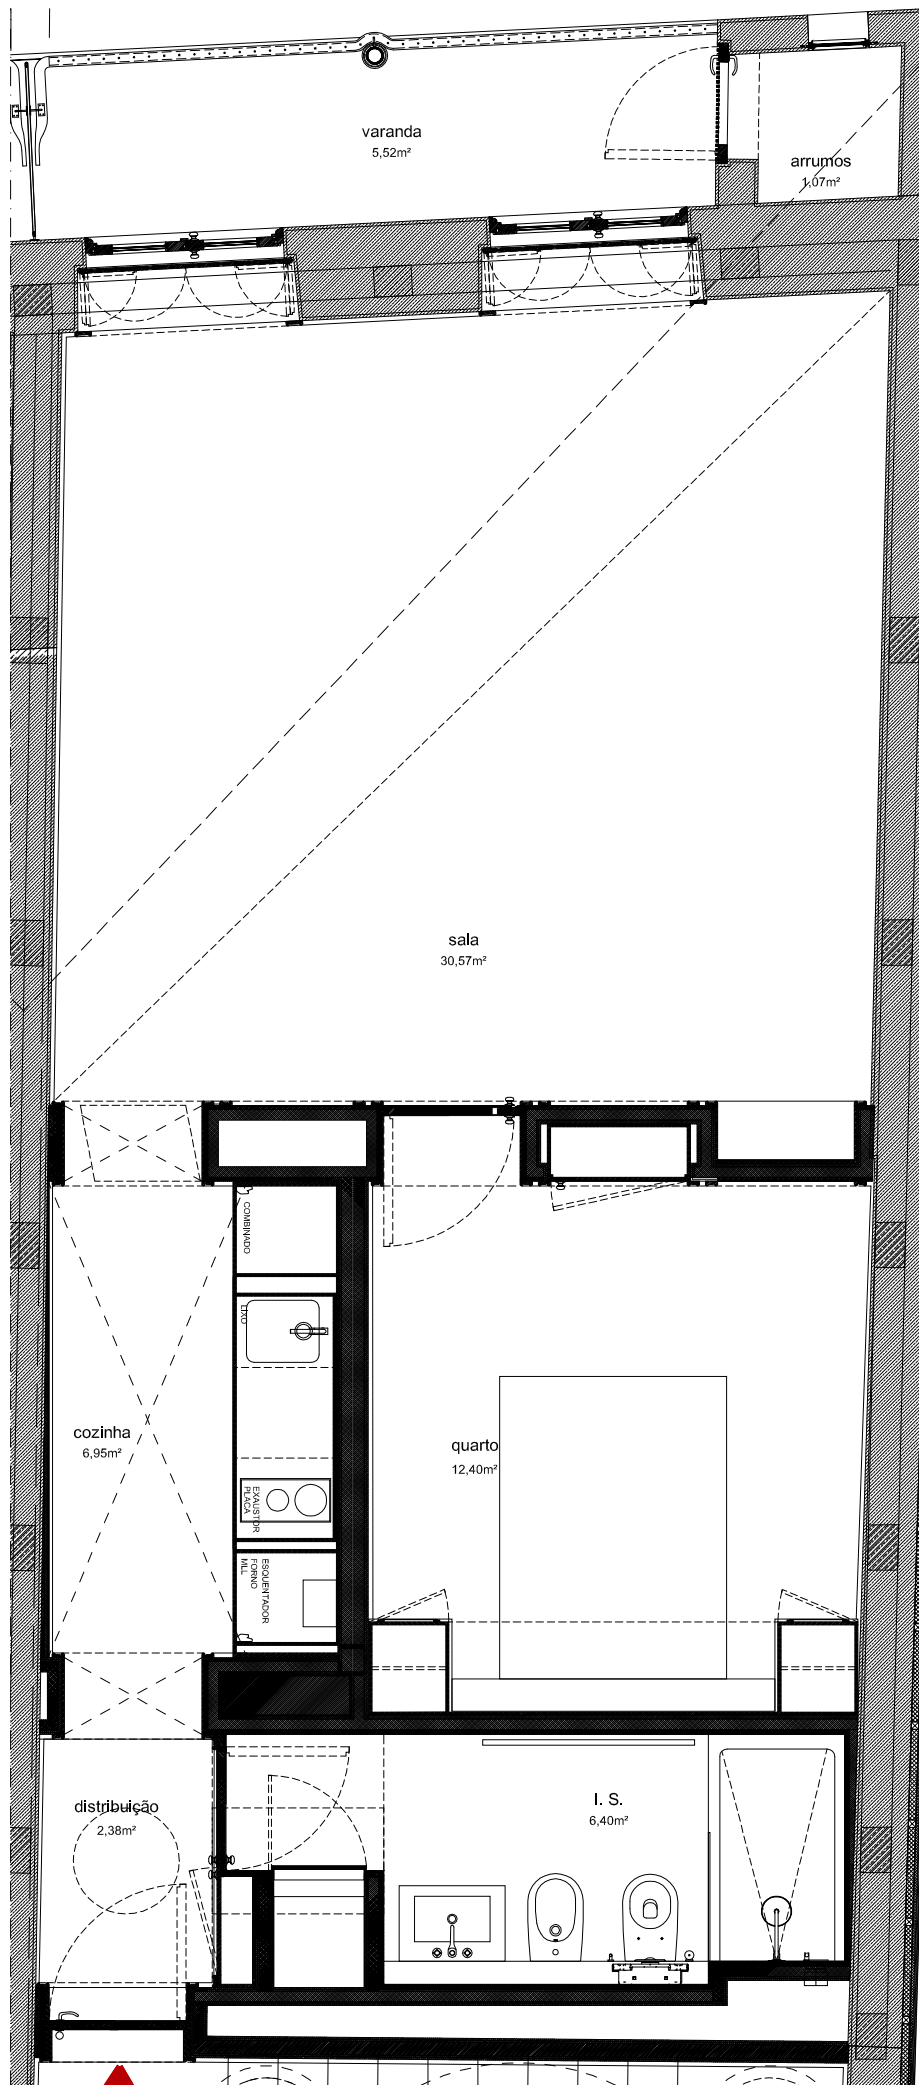 varanda
5,52m²
arrumos
1,07m²
sala
30,57m²
COMBINADO
LIXO
cozinha
6,95m²
quarto
12,40m²
EXAUSTOR
PLACA
ESQUENTADOR
FORNO
MLL
distribuição
2,38m²
I. S.
6,40m²